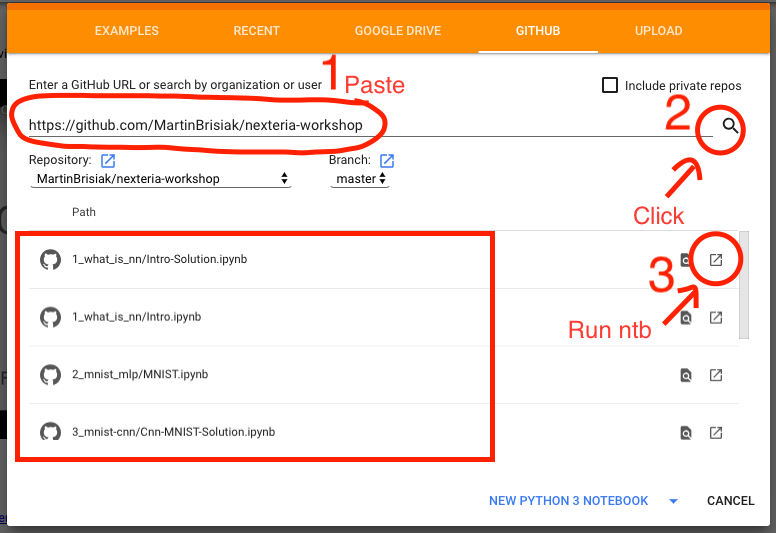 EXAMPLES RECENT GOOGLE DRIVE GITHUB UPLOAD
1 Paste
Enter a GitHub URL or search by organization or user
Include private repos
https://github.com/MartinBrisiak/nexteria-workshop
2
Click
Repository:
Branch:
MartinBrisiak/nexteria-workshop
master
Path
1_what_is_nn/Intro-Solution.ipynb
3
Run ntb
1_what_is_nn/Intro.ipynb
2_mnist_mlp/MNIST.ipynb
3_mnist-cnn/Cnn-MNIST-Solution.ipynb
NEW PYTHON 3 NOTEBOOK
CANCEL